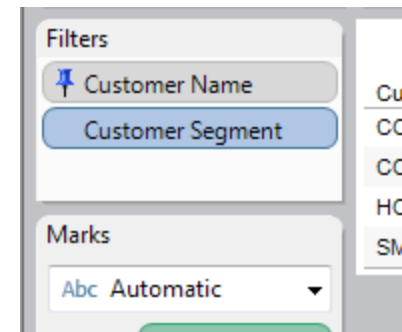 Filters
Customer Name
Customer Segment
Marks
Abc Automatic
Cu
CO
CO
HO
SM